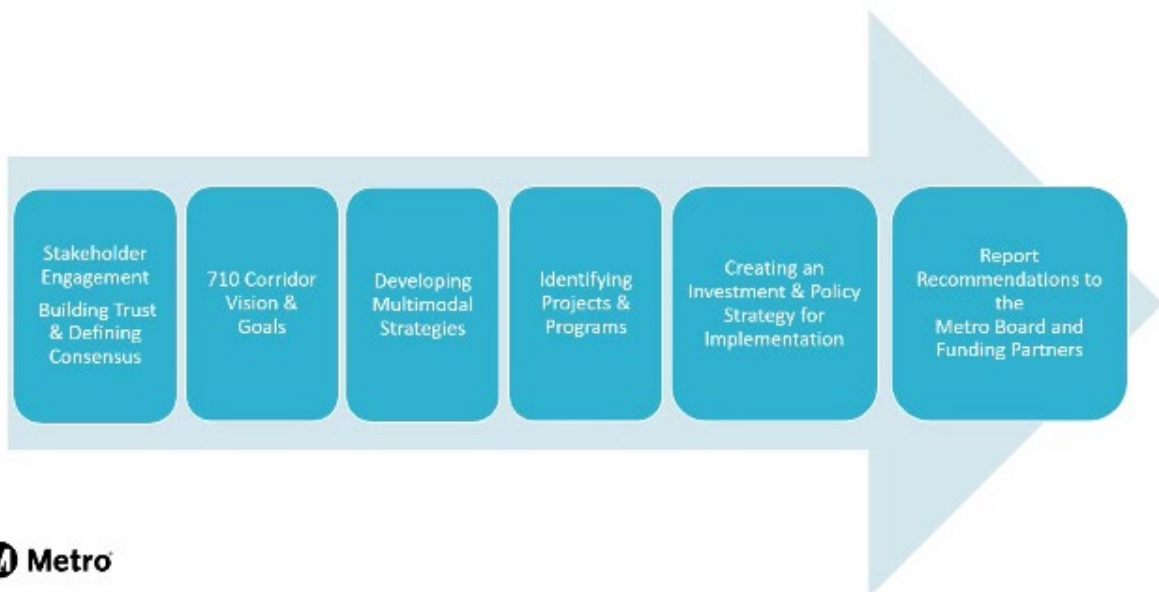 Stakeholder
Engagement
Building Trust
& Defining
Consensus
710 Corridor
Vision &
Goals
Developing
Multimodal
Strategies
Identifying
Projects &
Programs
Creating an
Investment & Policy
Strategy for
Implementation
Report
Recommendations to
the
Metro Board and
Funding Partners
M Metro